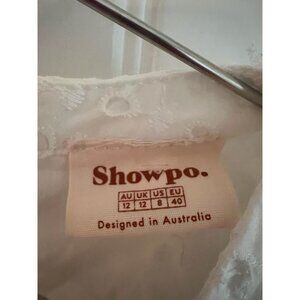 Showpo.
AU UK US EU
12 12 8 40
Designed in Australia